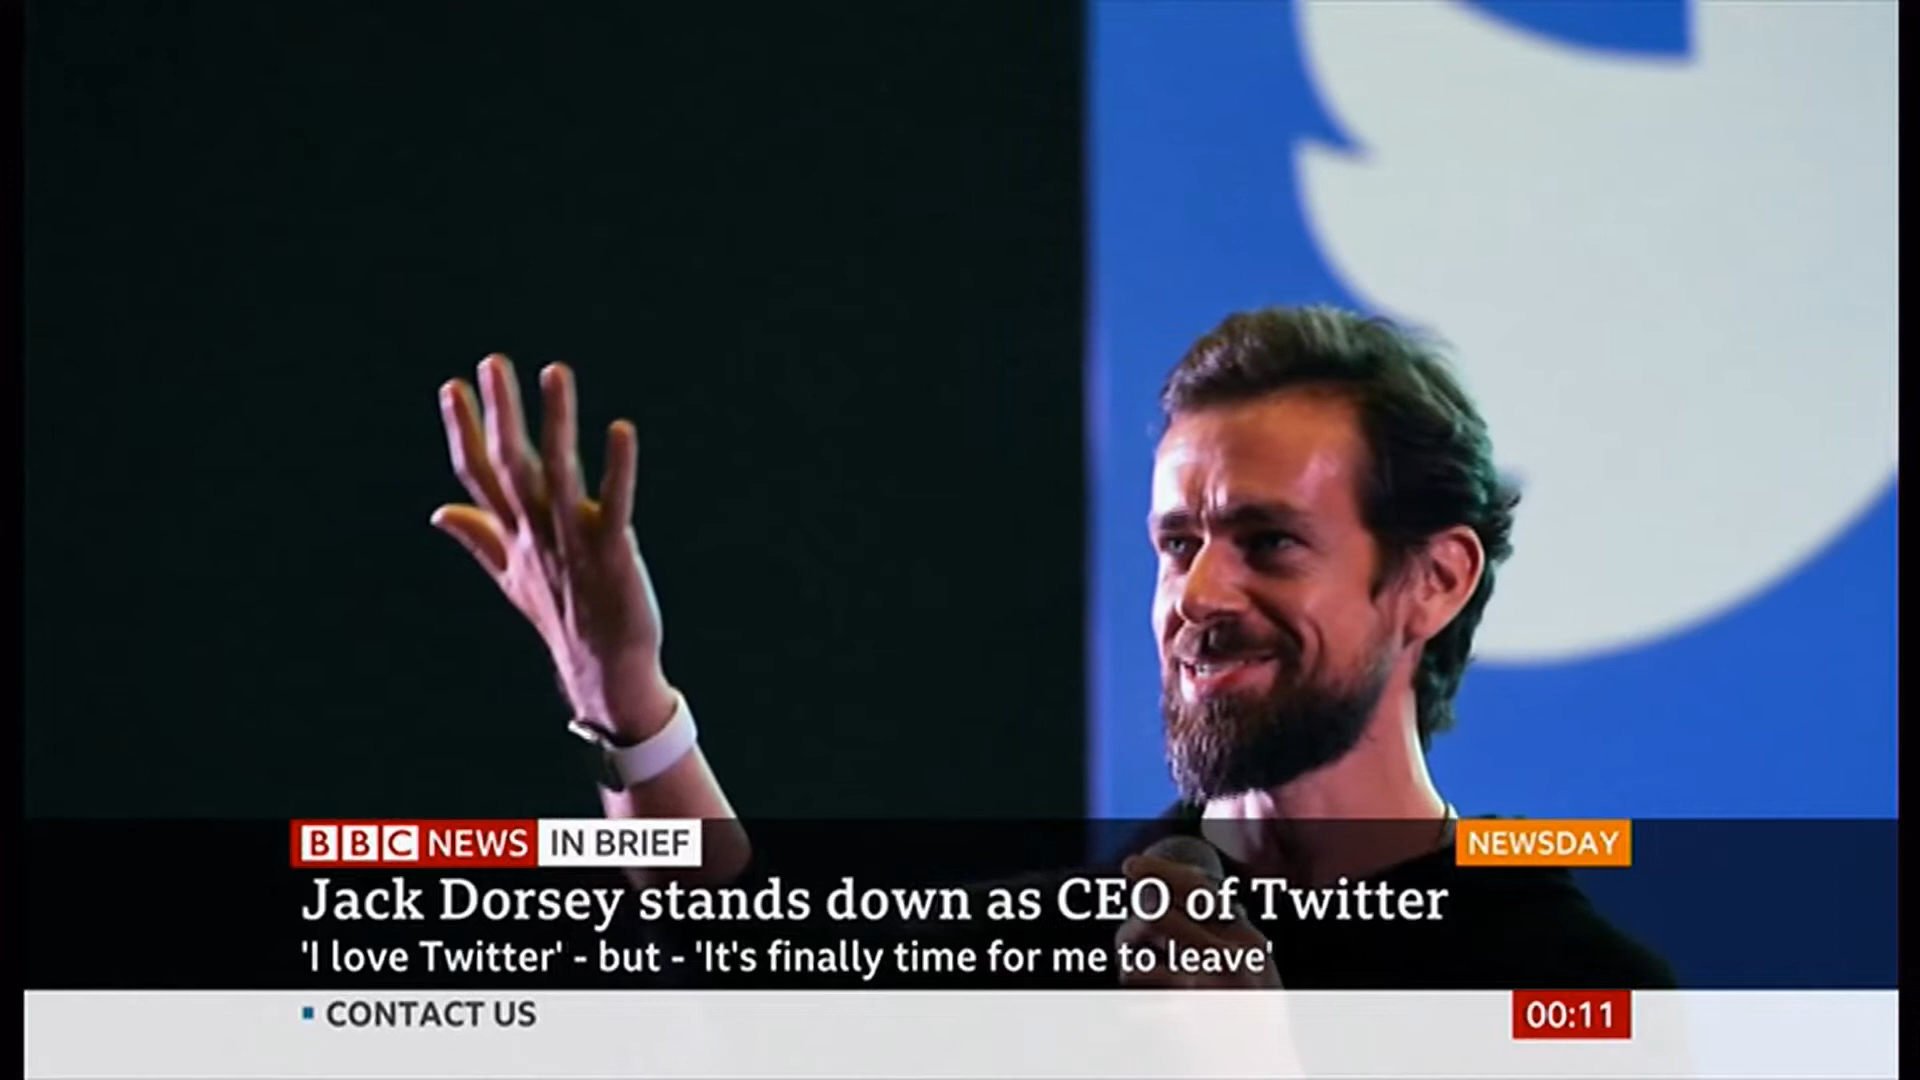 BBC NEWS IN BRIEF
NEWSDAY
Jack Dorsey stands down as CEO of Twitter
'I love Twitter' - but - 'It's finally time for me to leave'
CONTACT US
00:11